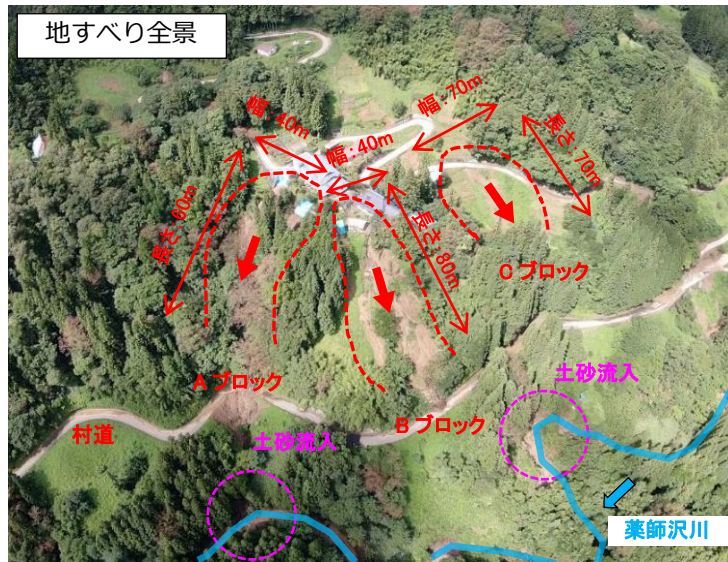 地すべり全景
幅：40m
幅：40m
幅：70m
長さ：60m
長さ：80m
長さ：70m
Aブロック
Bブロック
Cブロック
村道
土砂流入
土砂流入
薬師沢川